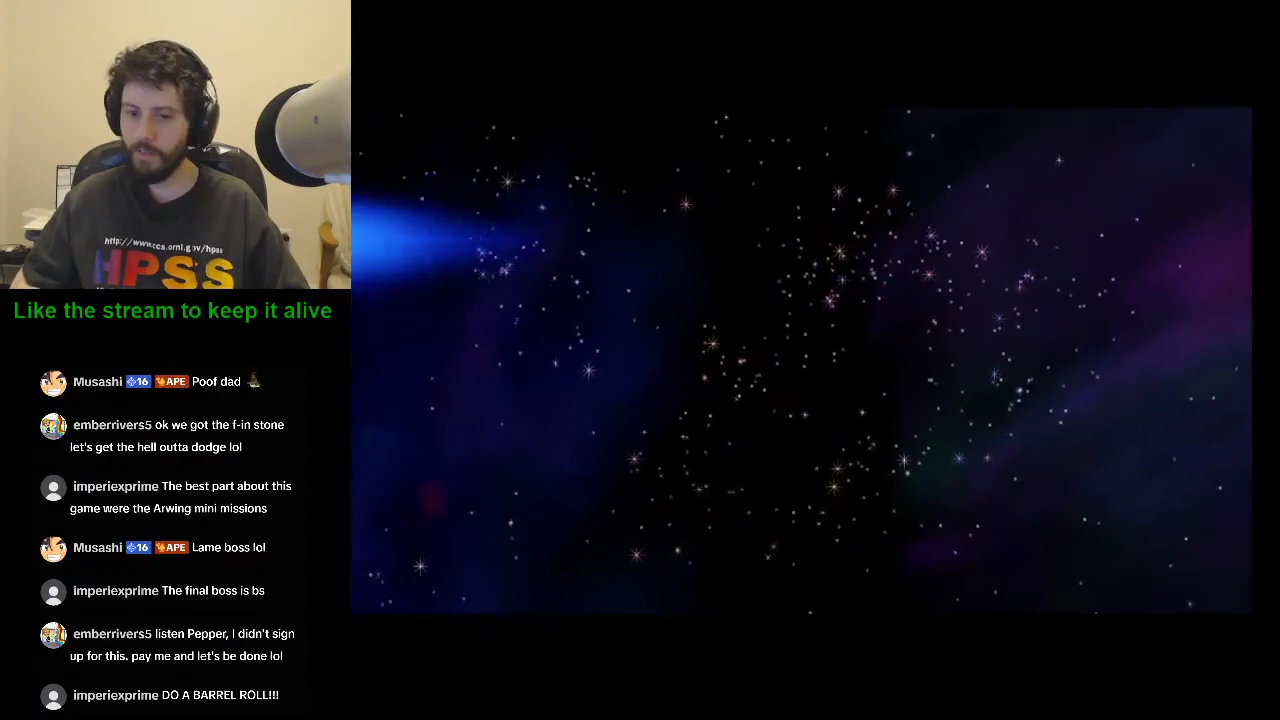 http://www.ccs.ornl.gov/hpss
HPSS
Like the stream to keep it alive
Musashi 16 APE Poof dad
emberrivers5 ok we got the f-in stone
let's get the hell outta dodge lol
imperiexprime The best part about this
game were the Arwing mini missions
Musashi 16 APE Lame boss lol
imperiexprime The final boss is bs
emberrivers5 listen Pepper, I didn't sign
up for this. pay me and let's be done lol
imperiexprime DO A BARREL ROLL!!!